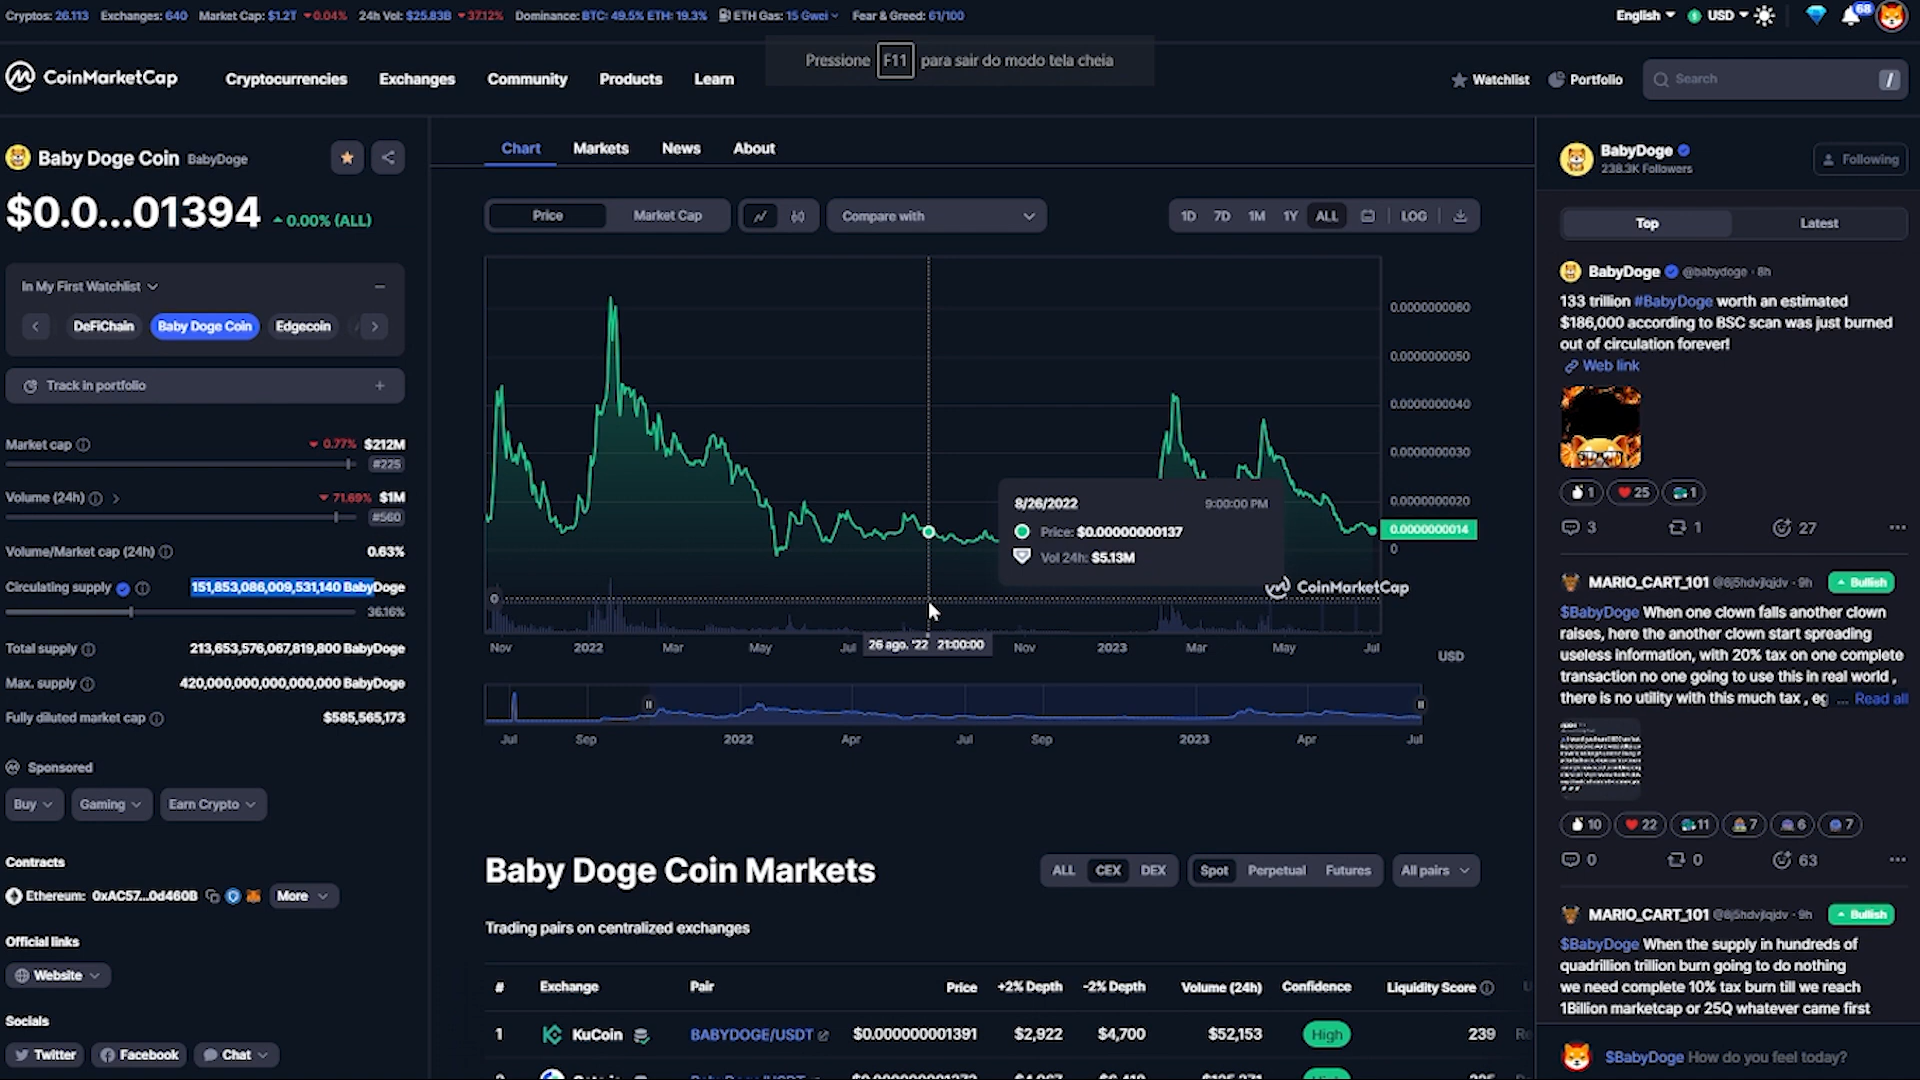 Cryptos: 26.113 Exchanges: 640 Market Cap: $1.2T 0.04% 24h Vol: $25.83B 37.12% Dominance: BTC: 49.5% ETH: 19.3% ETH Gas: 15 Gwei Fear & Greed: 61/100
English USD 68
Pressione F11 para sair do modo tela cheia
CoinMarketCap Cryptocurrencies Exchanges Community Products Learn
Watchlist Portfolio Search /
Baby Doge Coin BabyDoge
$0.0...01394 0.00% (ALL)
In My First Watchlist
DeFiChain Baby Doge Coin Edgecoin
Track in portfolio
Market cap 0.77% $212M
#225
Volume (24h) 71.69% $1M
#560
Volume/Market cap (24h) 0.63%
Circulating supply 151,853,086,009,531,140 BabyDoge
36.16%
Total supply 213,653,576,067,819,800 BabyDoge
Max. supply 420,000,000,000,000,000 BabyDoge
Fully diluted market cap $585,565,173
Sponsored
Buy Gaming Earn Crypto
Contracts
Ethereum: 0xAC57...0d460B More
Official links
Website
Socials
Twitter Facebook Chat
Chart Markets News About
Price Market Cap Compare with
1D 7D 1M 1Y ALL LOG
0.0000000060
0.0000000050
0.0000000040
0.0000000030
0.0000000020
0.0000000014
0
8/26/2022 9:00:00 PM
Price: $0.00000000137
Vol 24h: $5.13M
CoinMarketCap
0
Nov 2022 Mar May Jul 26 ago. '22 21:00:00 Nov 2023 Mar May Jul
USD
Jul Sep 2022 Apr Jul Sep 2023 Apr Jul
Baby Doge Coin Markets
ALL CEX DEX Spot Perpetual Futures All pairs
Trading pairs on centralized exchanges
# Exchange Pair Price +2% Depth -2% Depth Volume (24h) Confidence Liquidity Score
1 KuCoin BABYDOGE/USDT $0.000000001391 $2,922 $4,700 $52,153 High 239
BabyDoge
238.3K Followers
Following
Top Latest
BabyDoge @babydoge · 8h
133 trillion #BabyDoge worth an estimated
$186,000 according to BSC scan was just burned
out of circulation forever!
Web link
1 25 1
3 1 27
MARIO_CART_101 · 9h Bullish
$BabyDoge When one clown falls another clown
raises, here the another clown start spreading
useless information, with 20% tax on one complete
transaction no one going to use this in real world ,
there is no utility with this much tax , eg ... Read all
10 22 11 7 6 7
0 0 63
MARIO_CART_101 · 9h Bullish
$BabyDoge When the supply in hundreds of
quadrillion trillion burn going to do nothing
we need complete 10% tax burn till we reach
1Billion marketcap or 25Q whatever came first
$BabyDoge How do you feel today?